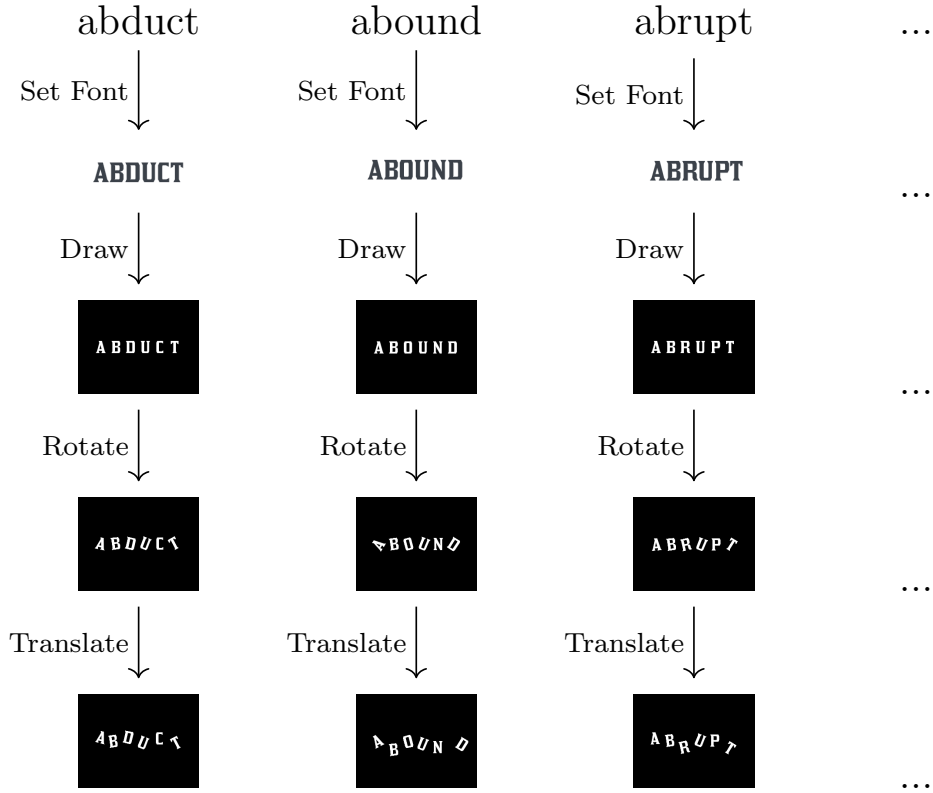 abduct abound abrupt ...
Set Font Set Font Set Font
ABDUCT ABOUND ABRUPT ...
Draw Draw Draw
ABDUCT ABOUND ABRUPT ...
Rotate Rotate Rotate
ABDUCT ABOUND ABRUPT ...
Translate Translate Translate
ABDUCT ABOUND ABRUPT ...